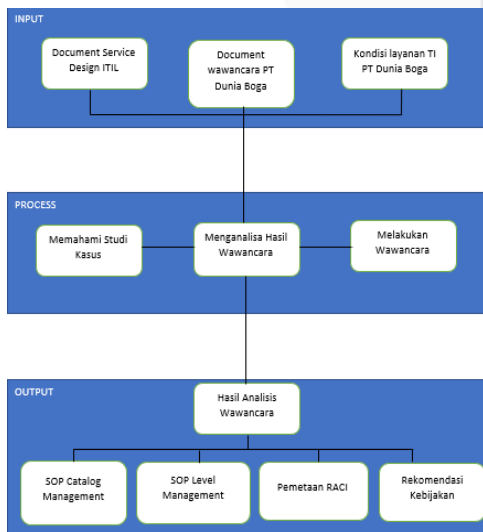 INPUT
Document Service
Design ITIL
Document
wawancara PT
Dunia Boga
Kondisi layanan TI
PT Dunia Boga
PROCESS
Memahami Studi
Kasus
Menganalisa Hasil
Wawancara
Melakukan
Wawancara
OUTPUT
Hasil Analisis
Wawancara
SOP Catalog
Management
SOP Level
Management
Pemetaan RACI
Rekomendasi
Kebijakan